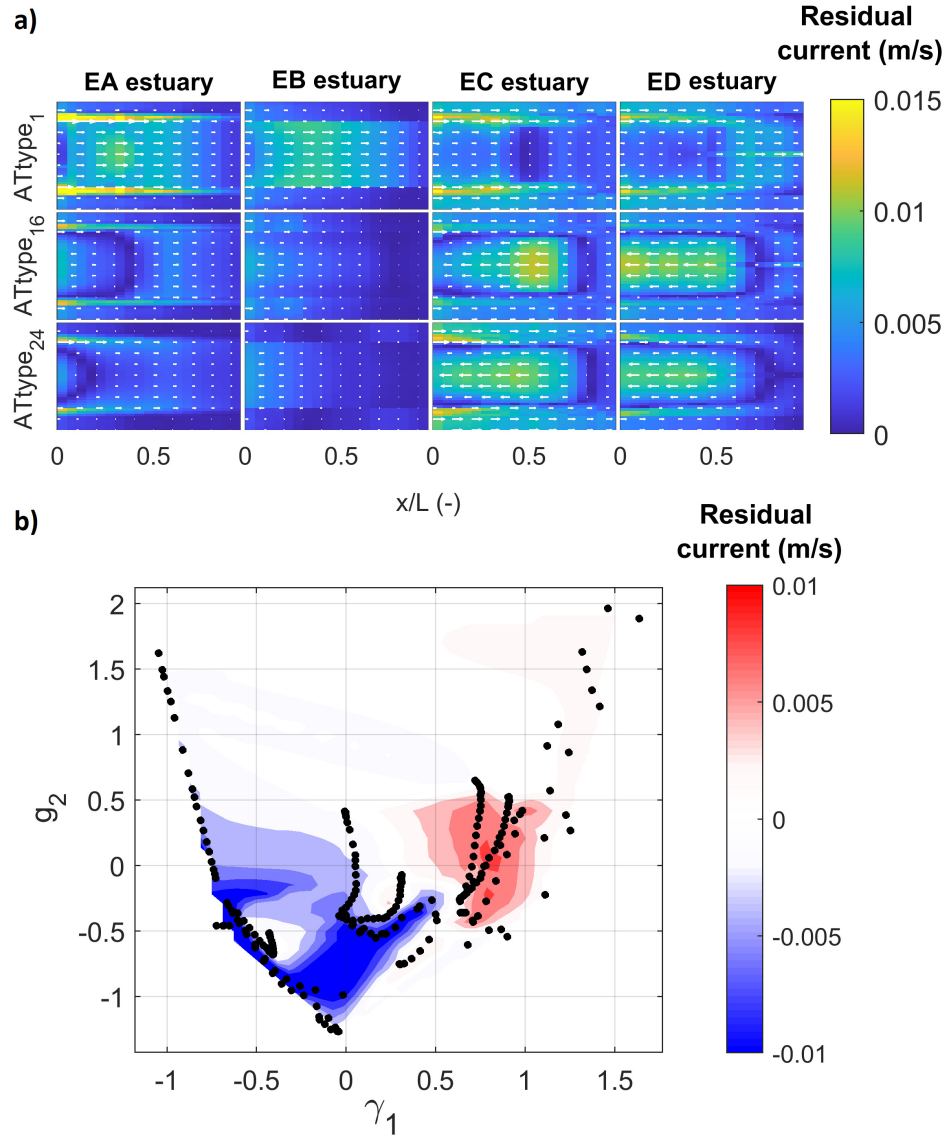 a)
Residual
current (m/s)
EA estuary EB estuary EC estuary ED estuary
ATtype1
ATtype16
ATtype24
0.015
0.01
0.005
0
0 0.5 0 0.5 0 0.5 0 0.5
x/L (-)
b)
Residual
current (m/s)
2
1.5
1
0.5
0
-0.5
-1
g2
-1 -0.5 0 0.5 1 1.5
γ1
0.01
0.005
0
-0.005
-0.01